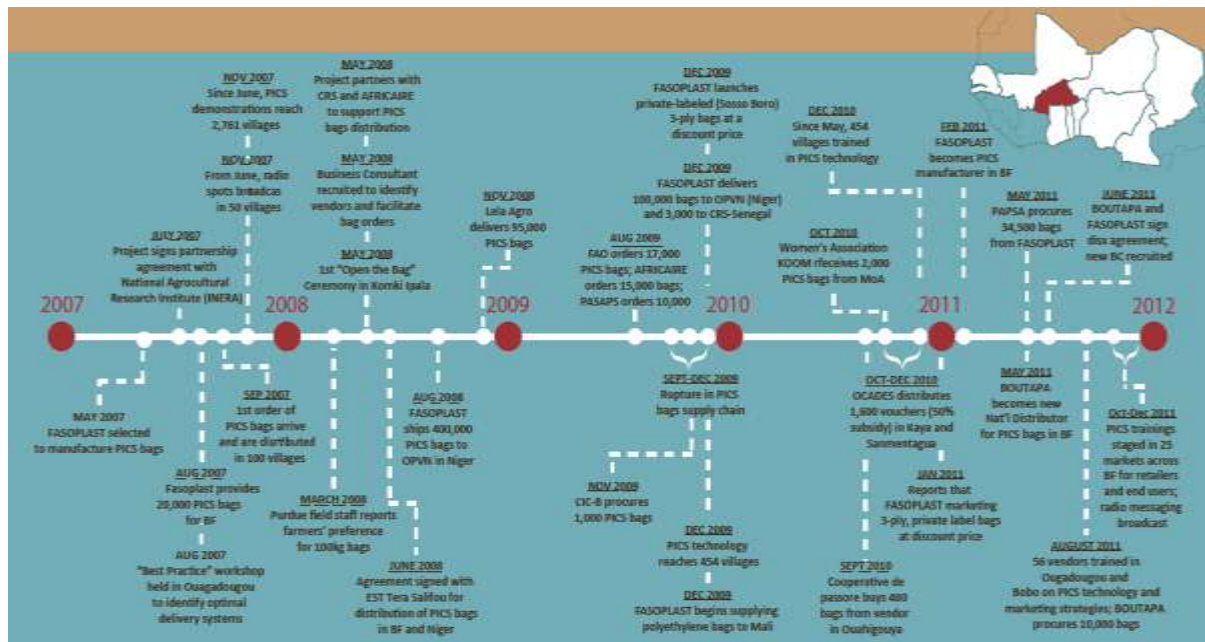 NOV 2007
Since June, PICS
demonstrations reach
2,761 villages
NOV 2007
From June, radio
spots broadcas
in 50 villages
JULY 2007
Project signs partnership
agreement with
National Agricultural
Research Institute (INERA)
MAY 2008
Project partners with
CRS and AFRICAIRE
to support PICS
bags distribution
MAY 2008
Business Consultant
recruited to identify
vendors and facilitate
bag orders
MAY 2008
1st "Open the Bag"
Ceremony in Komki Ipala
NOV 2008
Lela Agro
delivers 95,000
PICS bags
AUG 2009
FAO orders 17,000
PICS bags; AFRICAIRE
orders 15,000 bags;
PASAPS orders 10,000
DEC 2009
FASOPLAST launches
private-labeled (Sosso Boro)
3-ply bags at a
discount price
DEC 2009
FASOPLAST delivers
100,000 bags to OPVN (Niger)
and 3,000 to CRS-Senegal
DEC 2010
Since May, 454
villages trained
in PICS technology
OCT 2010
Women's Association
KOOM rfeceives 2,000
PICS bags from MoA
FEB 2011
FASOPLAST
becomes PICS
manufacturer in BF
MAY 2011
PAPSA procures
34,500 bags
from FASOPLAST
JUNE 2011
BOUTAPA and
FASOPLAST sign
disx agreement;
new BC recruited
2007
2008
2009
2010
2011
2012
MAY 2007
FASOPLAST selected
to manufacture PICS bags
SEP 2007
1st order of
PICS bags arrive
and are distributed
in 100 villages
AUG 2007
Fasoplast provides
20,000 PICS bags
for BF
AUG 2007
"Best Practice" workshop
held in Ouagadougou
to identify optimal
delivery systems
MARCH 2008
Purdue field staff reports
farmers' preference
for 100kg bags
JUNE 2008
Agreement signed with
EST Tera Salifou for
distribution of PICS bags
in BF and Niger
AUG 2008
FASOPLAST
ships 400,000
PICS bags to
OPVN in Niger
SEPT-DEC 2009
Rupture in PICS
bags supply chain
NOV 2009
CIC-B procures
1,000 PICS bags
DEC 2009
PICS technology
reaches 454 villages
DEC 2009
FASOPLAST begins supplying
polyethylene bags to Mali
OCT-DEC 2010
OCADES distributes
1,600 vouchers (50%
subsidy) in Kaya and
Sanmentagua
JAN 2011
Reports that
FASOPLAST marketing
3-ply, private label bags
at discount price
SEPT 2010
Cooperative de
passore buys 400
bags from vendor
in Ouahigouya
MAY 2011
BOUTAPA
becomes new
Nat'l Distributor
for PICS bags in BF
Oct-Dec 2011
PICS trainings
staged in 25
markets across
BF for retailers
and end users;
radio messaging
broadcast
AUGUST 2011
56 vendors trained in
Ougadougou and
Bobo on PICS technology and
marketing strategies; BOUTAPA
procures 10,000 bags